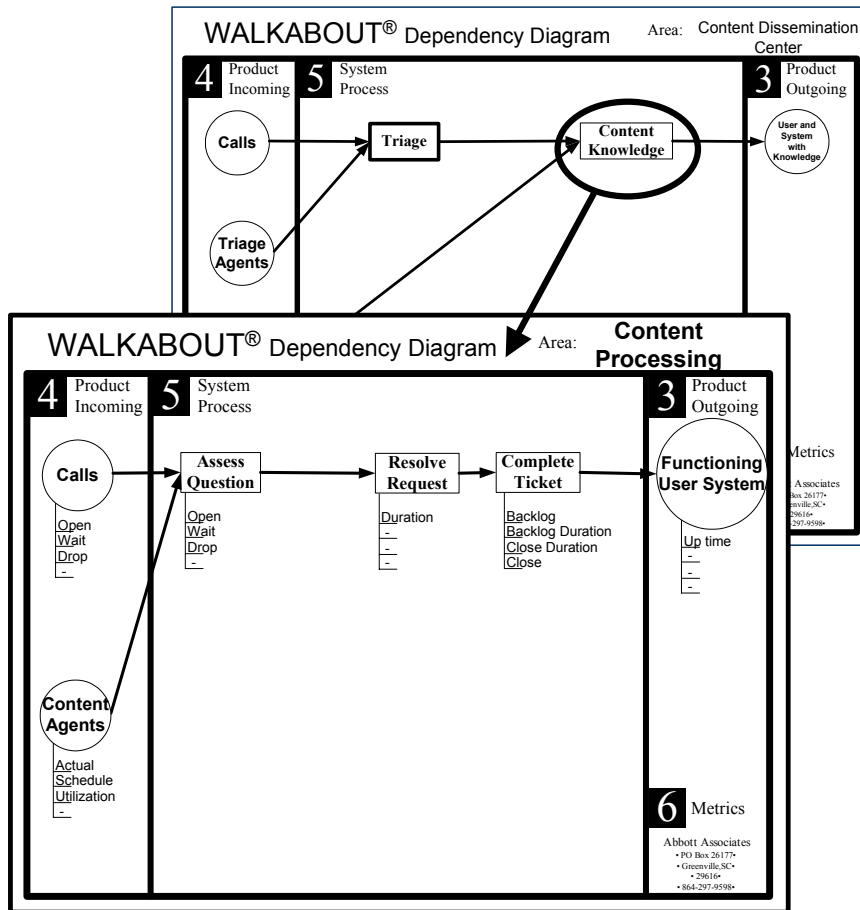 WALKABOUT® Dependency Diagram Area: Content Dissemination
Center
4 Product
Incoming
5 System
Process
3 Product
Outgoing
Calls
Triage
Content
Knowledge
User and
System
with
Knowledge
Triage
Agents
Metrics
Associates
Box 26177•
29616•
-297-9598•
WALKABOUT® Dependency Diagram Area: Content
Processing
4 Product
Incoming
5 System
Process
3 Product
Outgoing
Calls
Open
Wait
Drop
-
Assess
Question
Open
Wait
Drop
-
Resolve
Request
Duration
-
-
-
Complete
Ticket
Backlog
Backlog Duration
Close Duration
Close
Functioning
User System
Up time
-
-
-
Content
Agents
Actual
Schedule
Utilization
-
6 Metrics
Abbott Associates
• PO Box 26177•
• Greenville,SC•
• 29616•
• 864-297-9598•